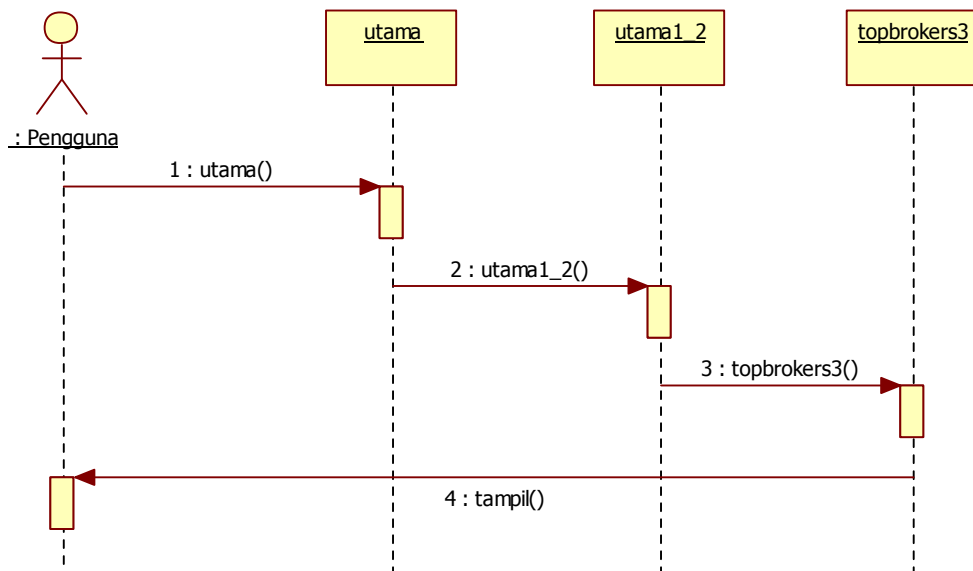 utama
utama1_2
topbrokers3
: Pengguna
1 : utama()
2 : utama1_2()
3 : topbrokers3()
4 : tampil()